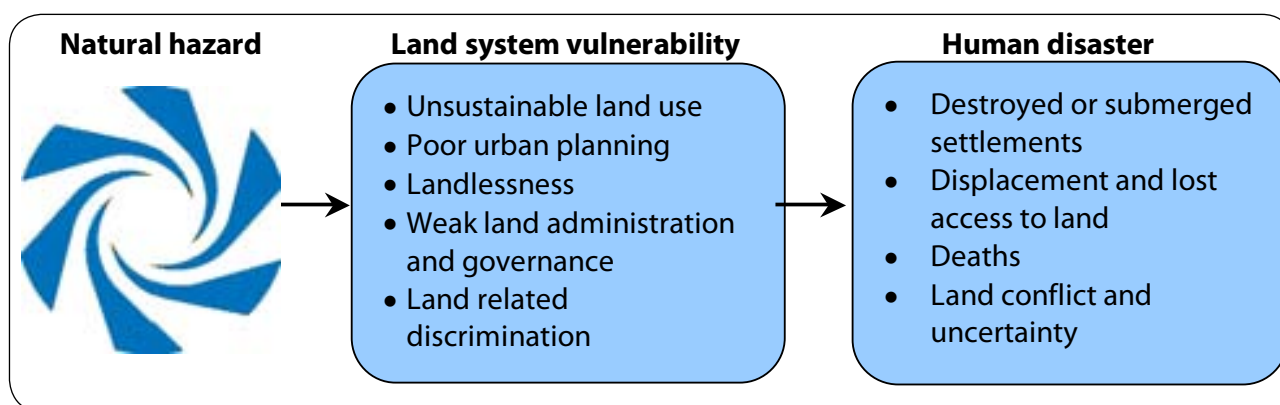 Natural hazard
Land system vulnerability
• Unsustainable land use
• Poor urban planning
• Landlessness
• Weak land administration
and governance
• Land related
discrimination
Human disaster
• Destroyed or submerged
settlements
• Displacement and lost
access to land
• Deaths
• Land conflict and
uncertainty